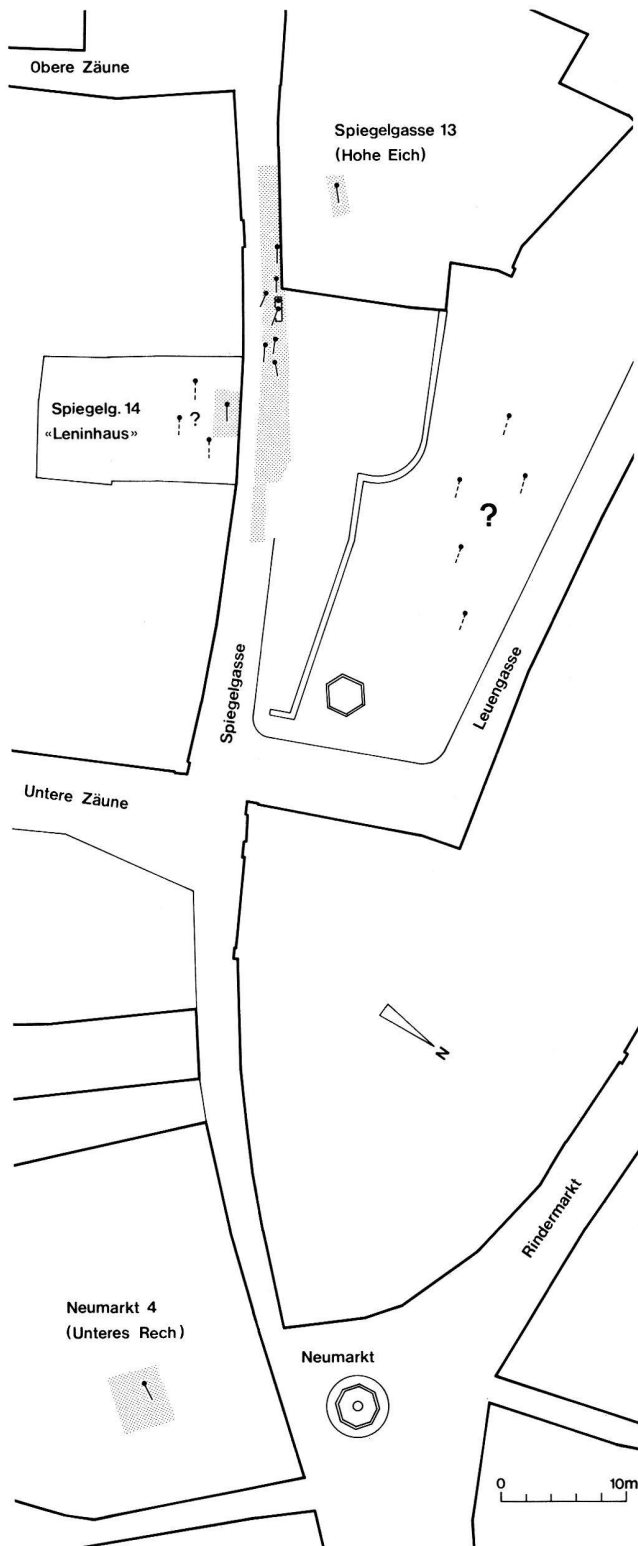 Obere Zäune
Spiegelgasse 13
(Hohe Eich)
Spiegelg. 14
«Leninhaus»
?
?
Spiegelgasse
Leuengasse
Untere Zäune
N
Rindermarkt
Neumarkt 4
(Unteres Rech)
Neumarkt
0 10m